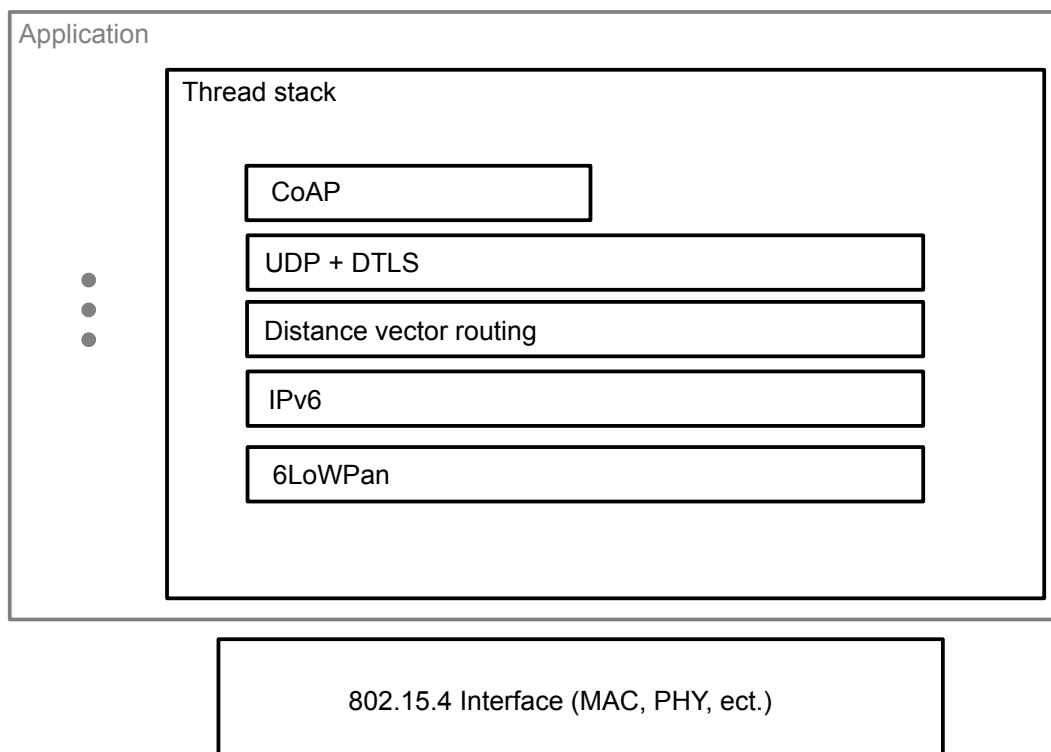 Application
Thread stack
CoAP
UDP + DTLS
Distance vector routing
IPv6
6LoWPan
802.15.4 Interface (MAC, PHY, ect.)